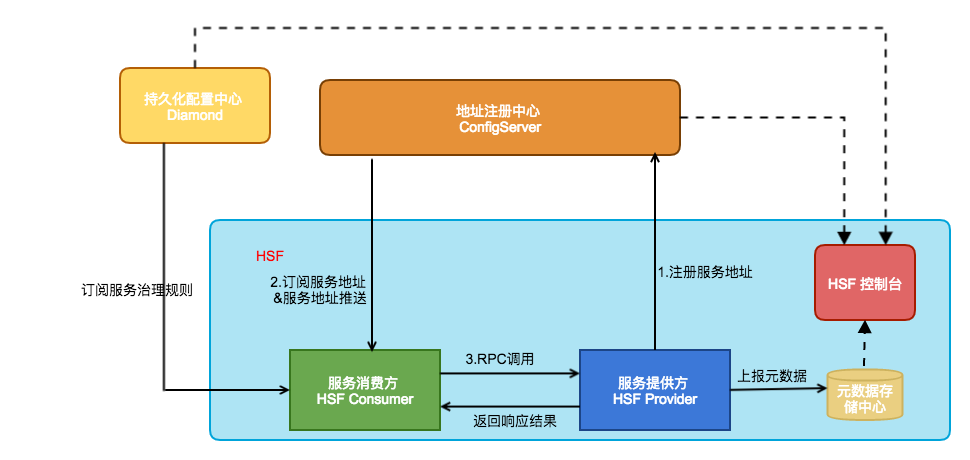 持久化配置中心
Diamond
地址注册中心
ConfigServer
HSF
2.订阅服务地址
&服务地址推送
1.注册服务地址
订阅服务治理规则
HSF 控制台
服务消费方
HSF Consumer
3.RPC调用
返回响应结果
服务提供方
HSF Provider
上报元数据
元数据存
储中心